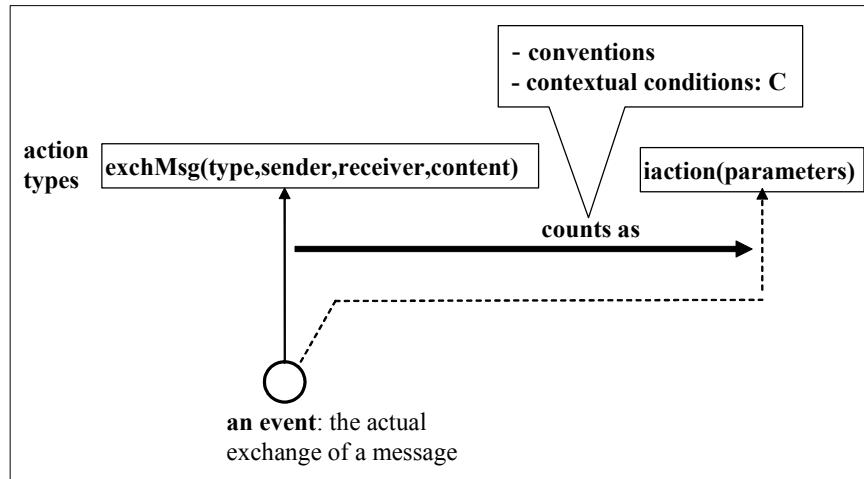 - conventions
- contextual conditions: C
action
types
exchMsg(type,sender,receiver,content)
iaction(parameters)
counts as
an event: the actual
exchange of a message